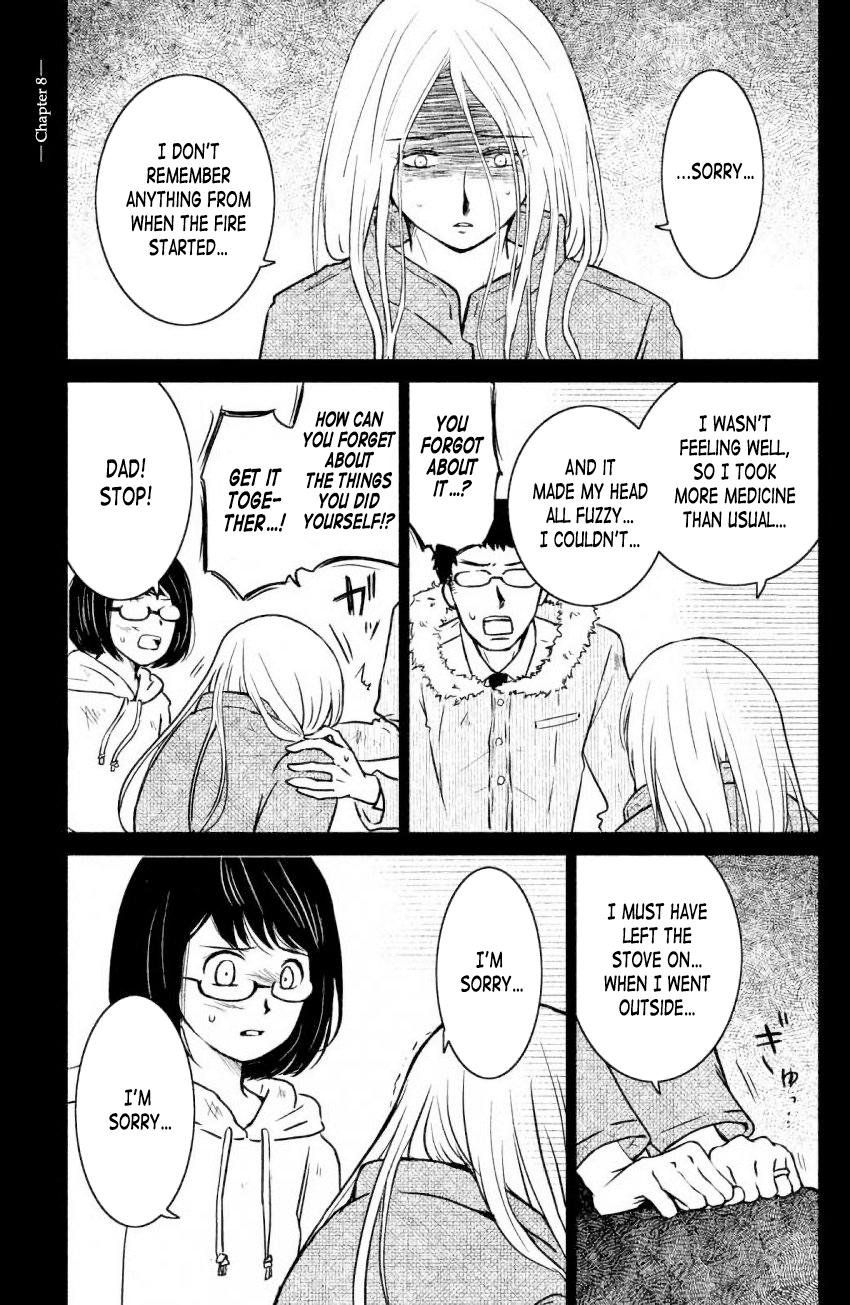 —Chapter 8—
...SORRY...
I DON'T
REMEMBER
ANYTHING FROM
WHEN THE FIRE
STARTED...
I WASN'T
FEELING WELL,
SO I TOOK
MORE MEDICINE
THAN USUAL...
AND IT
MADE MY HEAD
ALL FUZZY...
I COULDN'T...
YOU
FORGOT
ABOUT
IT...?
HOW CAN
YOU FORGET
ABOUT
THE THINGS
YOU DID
YOURSELF!?
GET IT
TOGE-
THER...!
ガ
DAD!
STOP!
I MUST HAVE
LEFT THE
STOVE ON...
WHEN I WENT
OUTSIDE...
ぎゅっ…
I'M
SORRY...
I'M
SORRY...